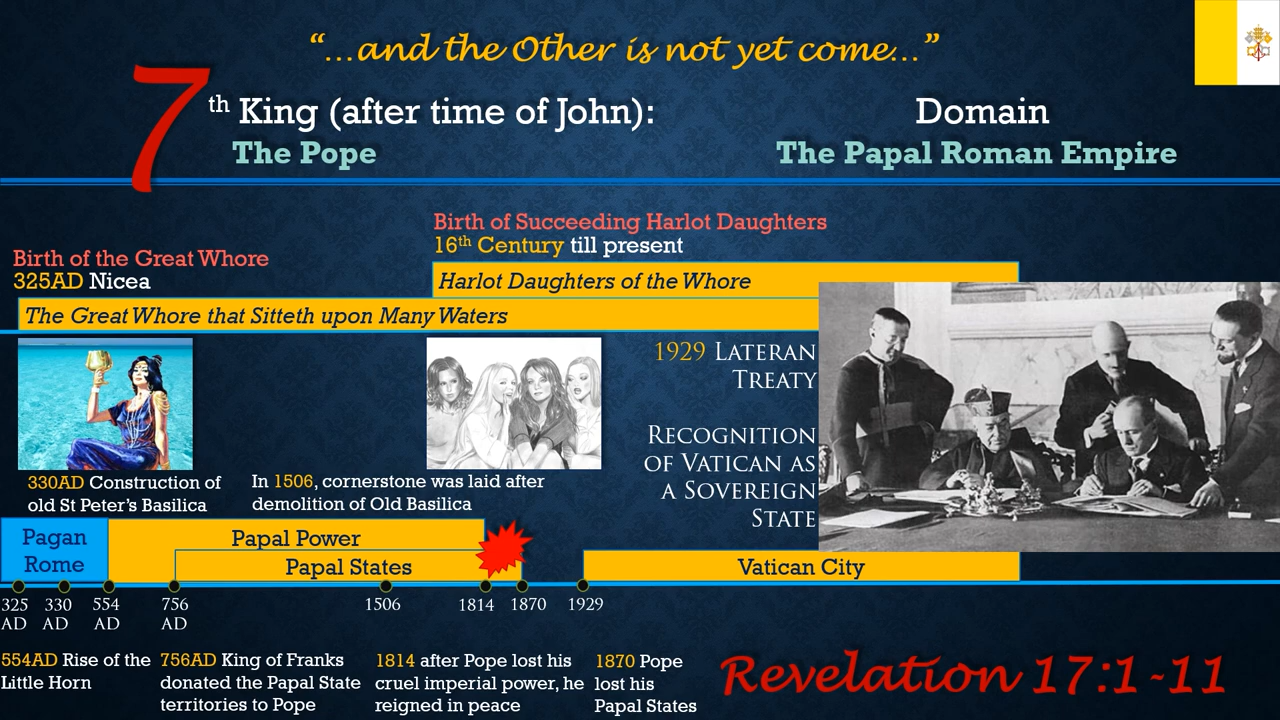 “...and the Other is not yet come...”
7th King (after time of John):
The Pope
Domain
The Papal Roman Empire
Birth of Succeeding Harlot Daughters
16th Century till present
Birth of the Great Whore
325AD Nicea
Harlot Daughters of the Whore
The Great Whore that Sitteth upon Many Waters
1929 Lateran
Treaty
Recognition
of Vatican as
a Sovereign
State
330AD Construction of
old St Peter’s Basilica
In 1506, cornerstone was laid after
demolition of Old Basilica
Pagan
Rome
Papal Power
Papal States
Vatican City
325
AD
330
AD
554
AD
756
AD
1506
1814
1870
1929
554AD Rise of the
Little Horn
756AD King of Franks
donated the Papal State
territories to Pope
1814 after Pope lost his
cruel imperial power, he
reigned in peace
1870 Pope
lost his
Papal States
Revelation 17:1-11